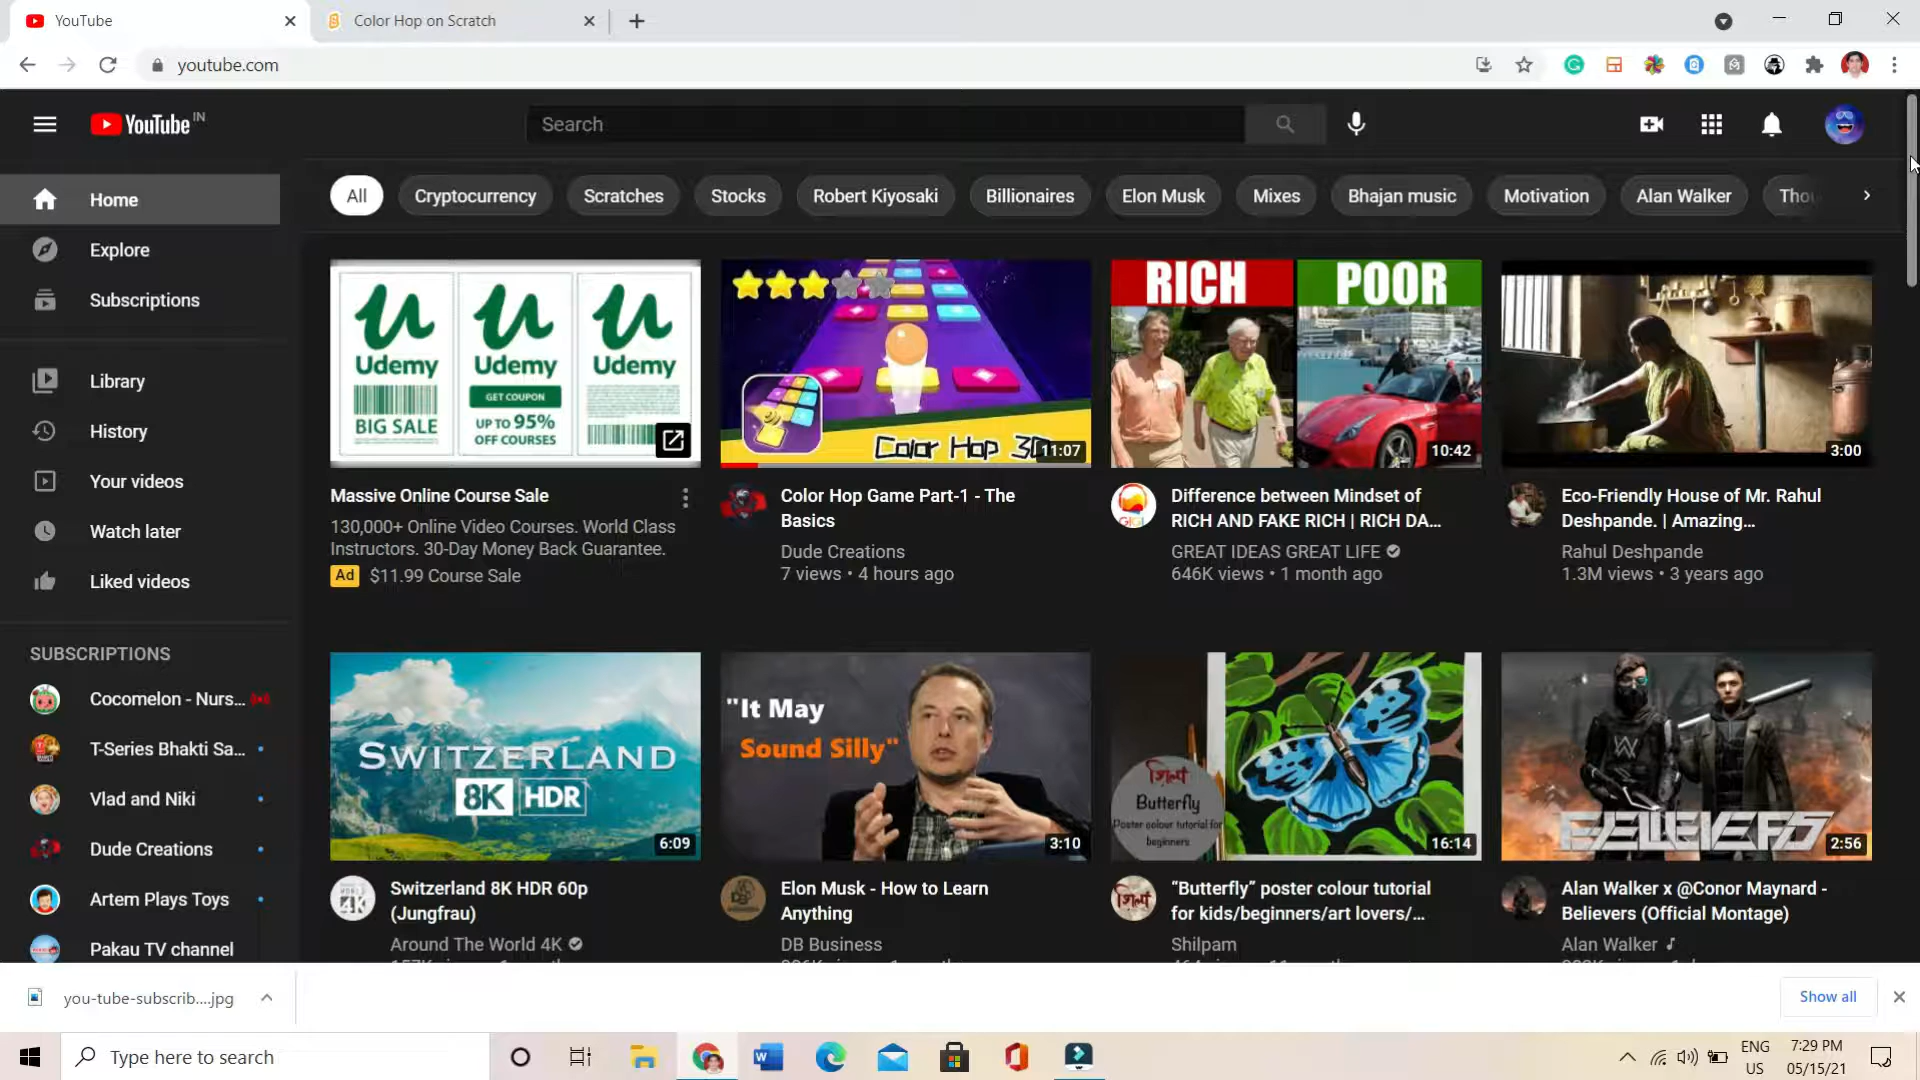 YouTube
Color Hop on Scratch
youtube.com
YouTube IN
Search
Home
Explore
Subscriptions
Library
History
Your videos
Watch later
Liked videos
SUBSCRIPTIONS
Cocomelon - Nurs...
T-Series Bhakti Sa...
Vlad and Niki
Dude Creations
Artem Plays Toys
Pakau TV channel
All
Cryptocurrency
Scratches
Stocks
Robert Kiyosaki
Billionaires
Elon Musk
Mixes
Bhajan music
Motivation
Alan Walker
Udemy
BIG SALE
Udemy
GET COUPON
UP TO 95%
OFF COURSES
Udemy
Massive Online Course Sale
130,000+ Online Video Courses. World Class
Instructors. 30-Day Money Back Guarantee.
Ad $11.99 Course Sale
Color Hop 3D
11:07
Color Hop Game Part-1 - The
Basics
Dude Creations
7 views • 4 hours ago
RICH
POOR
10:42
Difference between Mindset of
RICH AND FAKE RICH | RICH DA...
GREAT IDEAS GREAT LIFE
646K views • 1 month ago
3:00
Eco-Friendly House of Mr. Rahul
Deshpande. | Amazing...
Rahul Deshpande
1.3M views • 3 years ago
SWITZERLAND
8K HDR
6:09
Switzerland 8K HDR 60p
(Jungfrau)
Around The World 4K
"It May
Sound Silly"
3:10
Elon Musk - How to Learn
Anything
DB Business
शिल्प
Butterfly
Poster colour tutorial for
beginners
16:14
शिल्प
“Butterfly” poster colour tutorial
for kids/beginners/art lovers/...
Shilpam
BELIEVERS
2:56
Alan Walker x @Conor Maynard -
Believers (Official Montage)
Alan Walker
you-tube-subscrib....jpg
Show all
Type here to search
ENG
US
7:29 PM
05/15/21